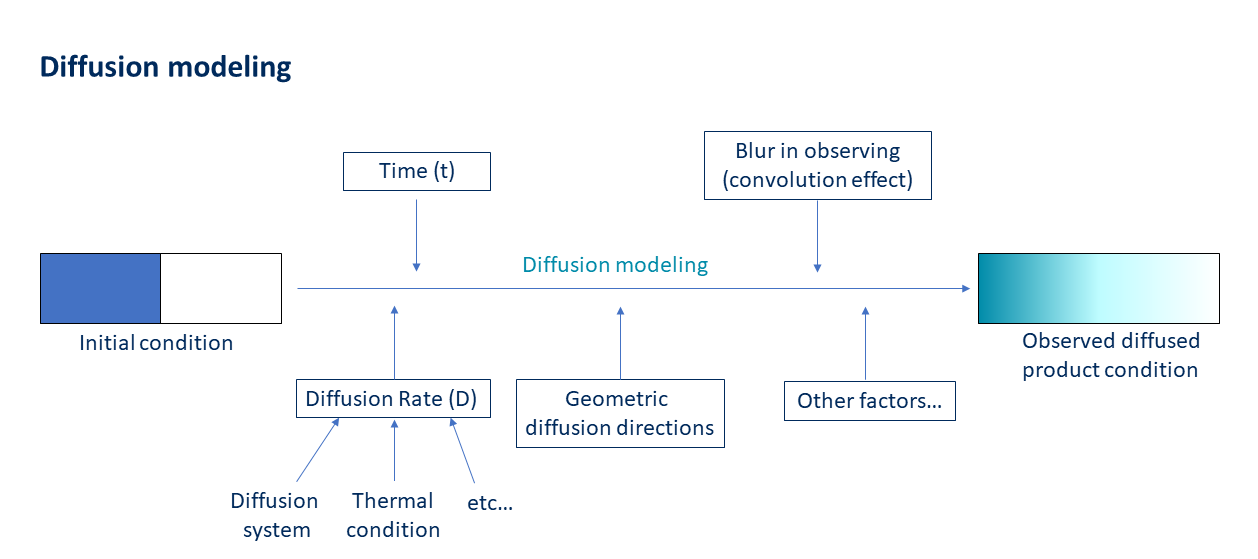 Diffusion modeling
Time (t)
Blur in observing
(convolution effect)
Diffusion modeling
Initial condition
Observed diffused
product condition
Diffusion Rate (D)
Geometric
diffusion directions
Other factors...
Diffusion
system
Thermal
condition
etc...